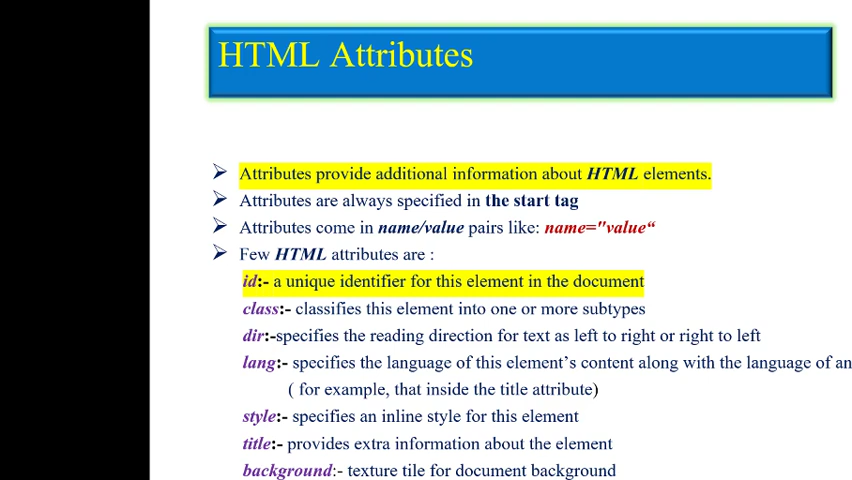 HTML Attributes
Attributes provide additional information about HTML elements.
Attributes are always specified in the start tag
Attributes come in name/value pairs like: name="value“
Few HTML attributes are :
id:- a unique identifier for this element in the document
class:- classifies this element into one or more subtypes
dir:-specifies the reading direction for text as left to right or right to left
lang:- specifies the language of this element’s content along with the language of an
( for example, that inside the title attribute)
style:- specifies an inline style for this element
title:- provides extra information about the element
background:- texture tile for document background